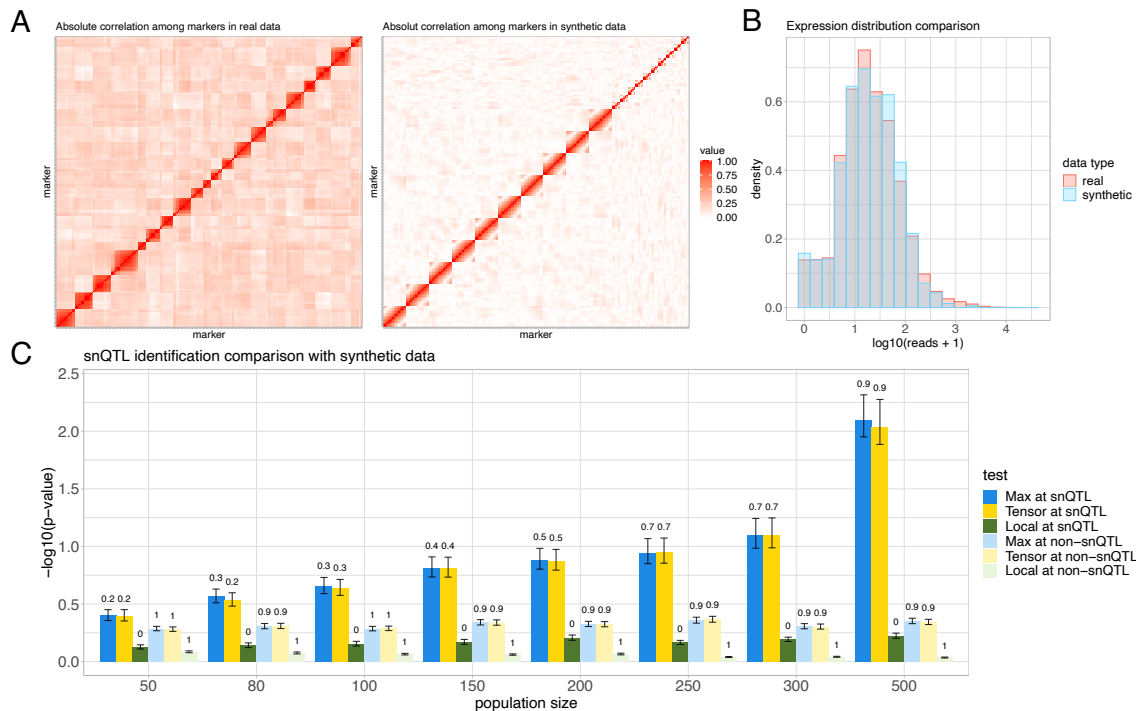 A
Absolute correlation among markers in real data
marker
marker
Absolut correlation among markers in synthetic data
marker
marker
value
1.00
0.75
0.50
0.25
0.00
B
Expression distribution comparison
density
0.6
0.4
0.2
0.0
0 1 2 3 4
log10(reads + 1)
data type
real
synthetic
C
snQTL identification comparison with synthetic data
−log10(p−value)
2.5
2.0
1.5
1.0
0.5
0.0
0.2 0.2 0 1 1 1
0.3 0.2 0 0.9 0.9 1
0.3 0.3 0 1 1 1
0.4 0.4 0 0.9 0.9 1
0.5 0.5 0 0.9 0.9 1
0.7 0.7 0 0.9 0.9 1
0.7 0.7 0 0.9 0.9 1
0.9 0.9 0 0.9 0.9 1
50 80 100 150 200 250 300 500
population size
test
Max at snQTL
Tensor at snQTL
Local at snQTL
Max at non−snQTL
Tensor at non−snQTL
Local at non−snQTL